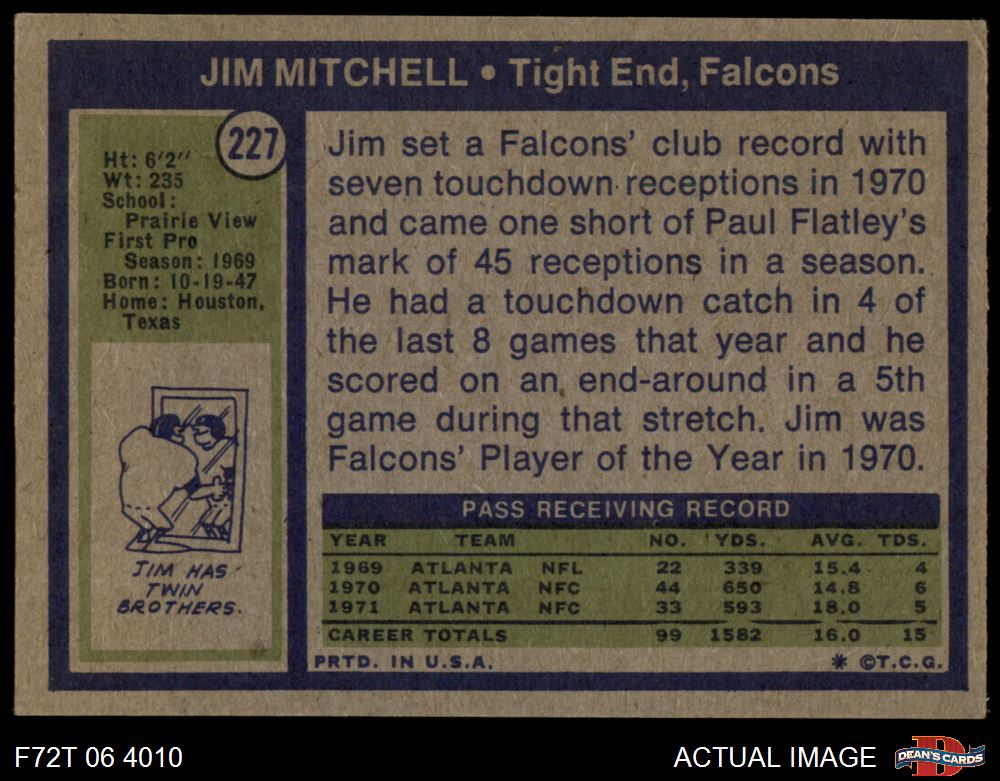 JIM MITCHELL • Tight End, Falcons
227
Ht: 6'2"
Wt: 235
School:
Prairie View
First Pro
Season: 1969
Born: 10-19-47
Home: Houston,
Texas
JIM HAS
TWIN
BROTHERS.
Jim set a Falcons' club record with
seven touchdown receptions in 1970
and came one short of Paul Flatley's
mark of 45 receptions in a season.
He had a touchdown catch in 4 of
the last 8 games that year and he
scored on an end-around in a 5th
game during that stretch. Jim was
Falcons' Player of the Year in 1970.
PASS RECEIVING RECORD
YEAR TEAM NO. YDS. AVG. TDS.
1969 ATLANTA NFL 22 339 15.4 4
1970 ATLANTA NFC 44 650 14.8 6
1971 ATLANTA NFC 33 593 18.0 5
CAREER TOTALS 99 1582 16.0 15
PRTD. IN U.S.A. * ©T.C.G.
F72T 06 4010 ACTUAL IMAGE
DEAN'S CARDS